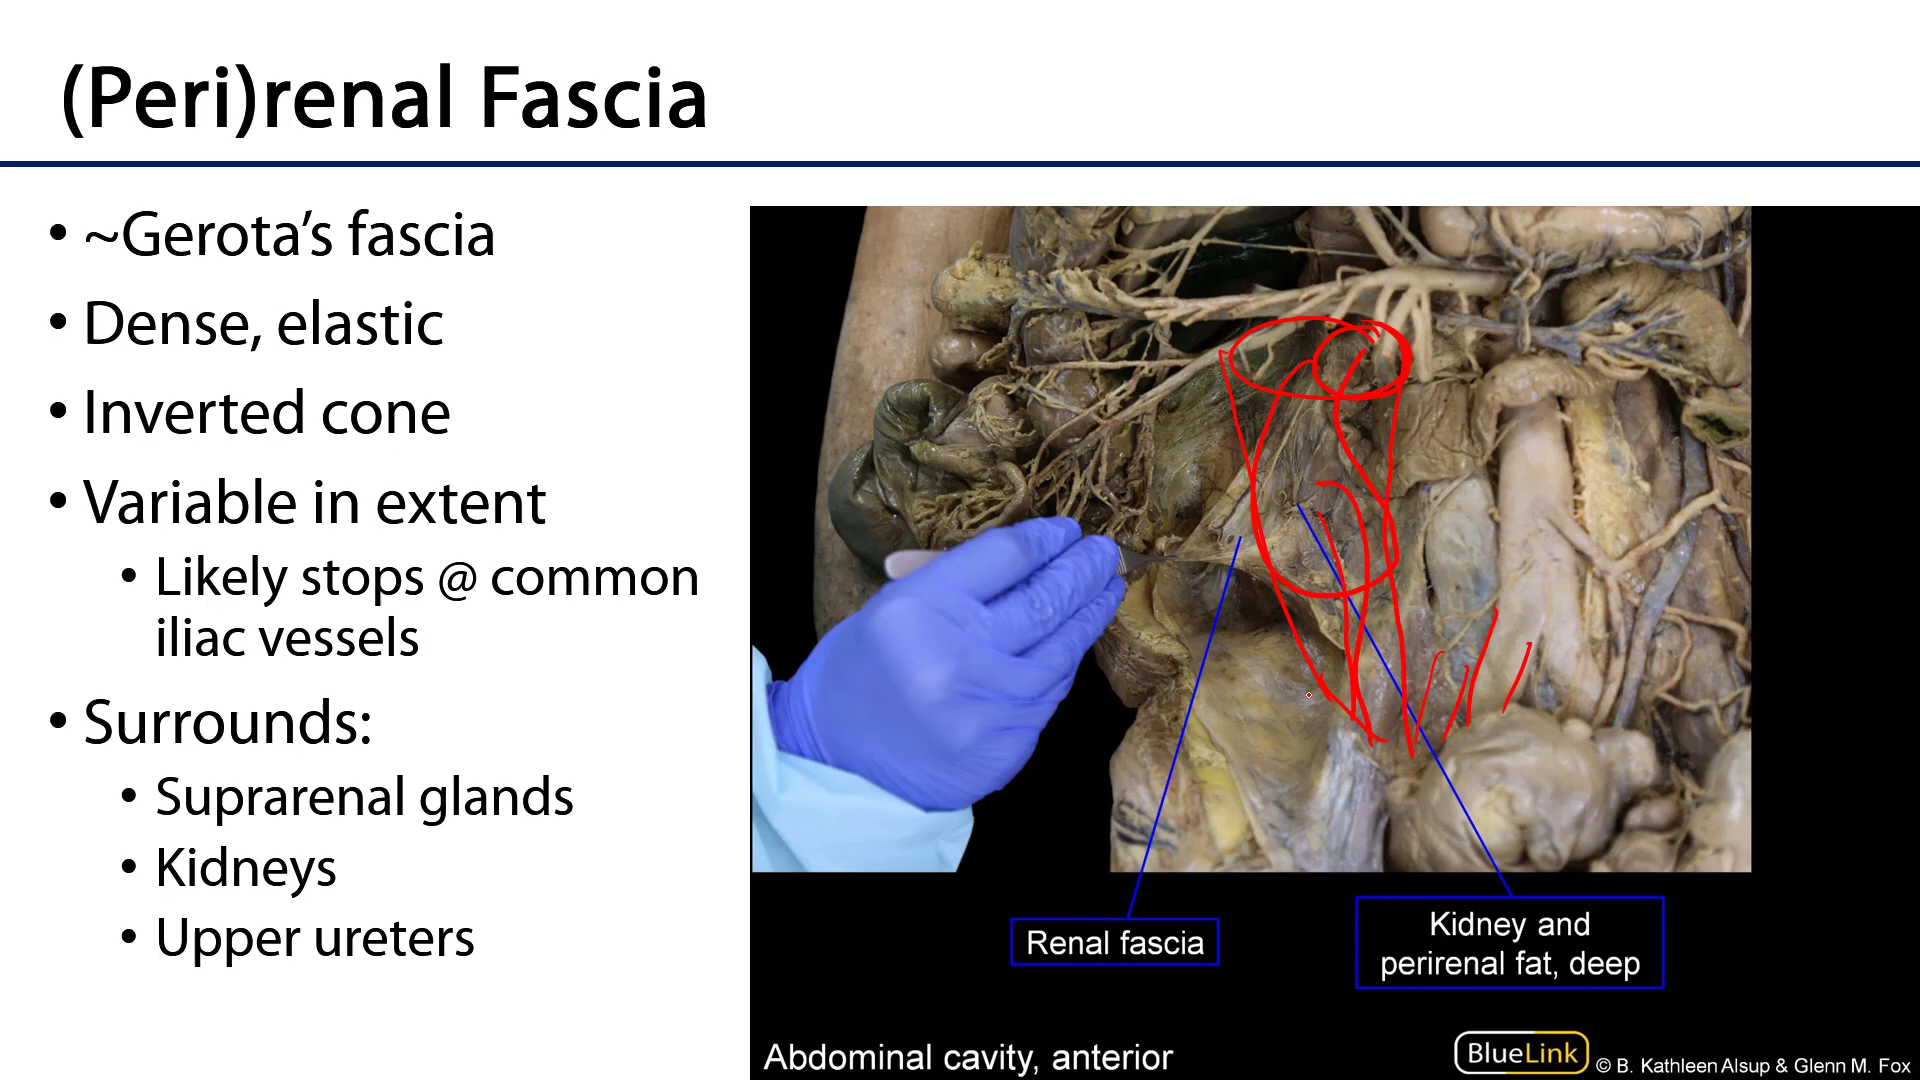 (Peri)renal Fascia
• ~Gerota’s fascia
• Dense, elastic
• Inverted cone
• Variable in extent
• Likely stops @ common
iliac vessels
• Surrounds:
• Suprarenal glands
• Kidneys
• Upper ureters
Renal fascia
Kidney and
perirenal fat, deep
Abdominal cavity, anterior
BlueLink
© B. Kathleen Alsup & Glenn M. Fox